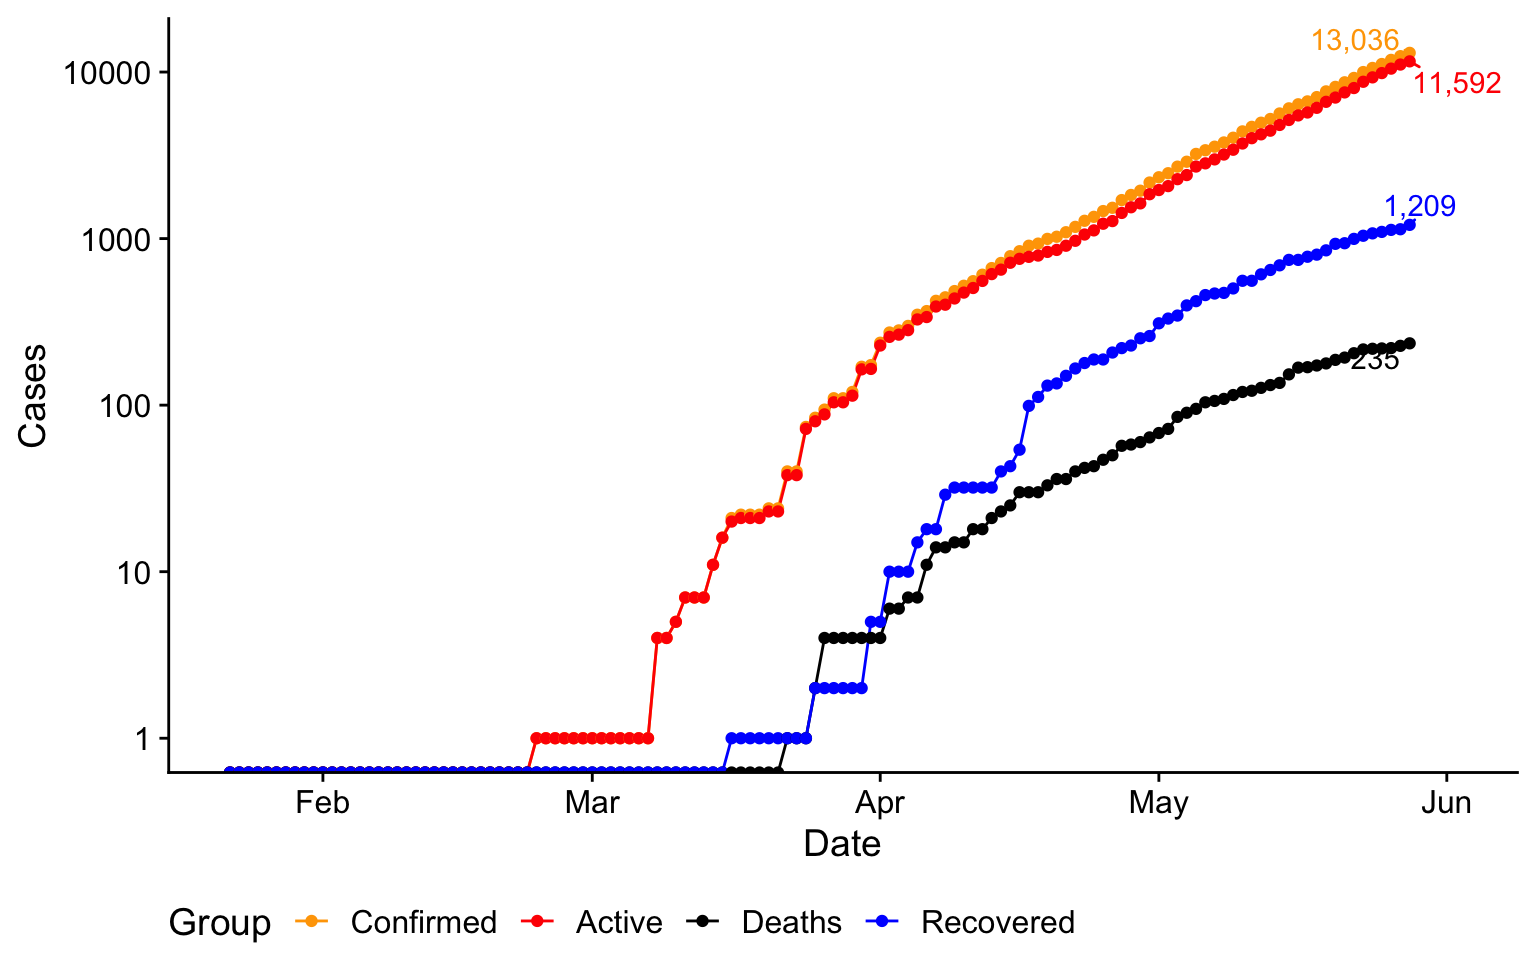 13,036
10000
11,592
1,209
1000
235
100
10
1
Cases
Feb Mar Apr May Jun
Date
Group Confirmed Active Deaths Recovered